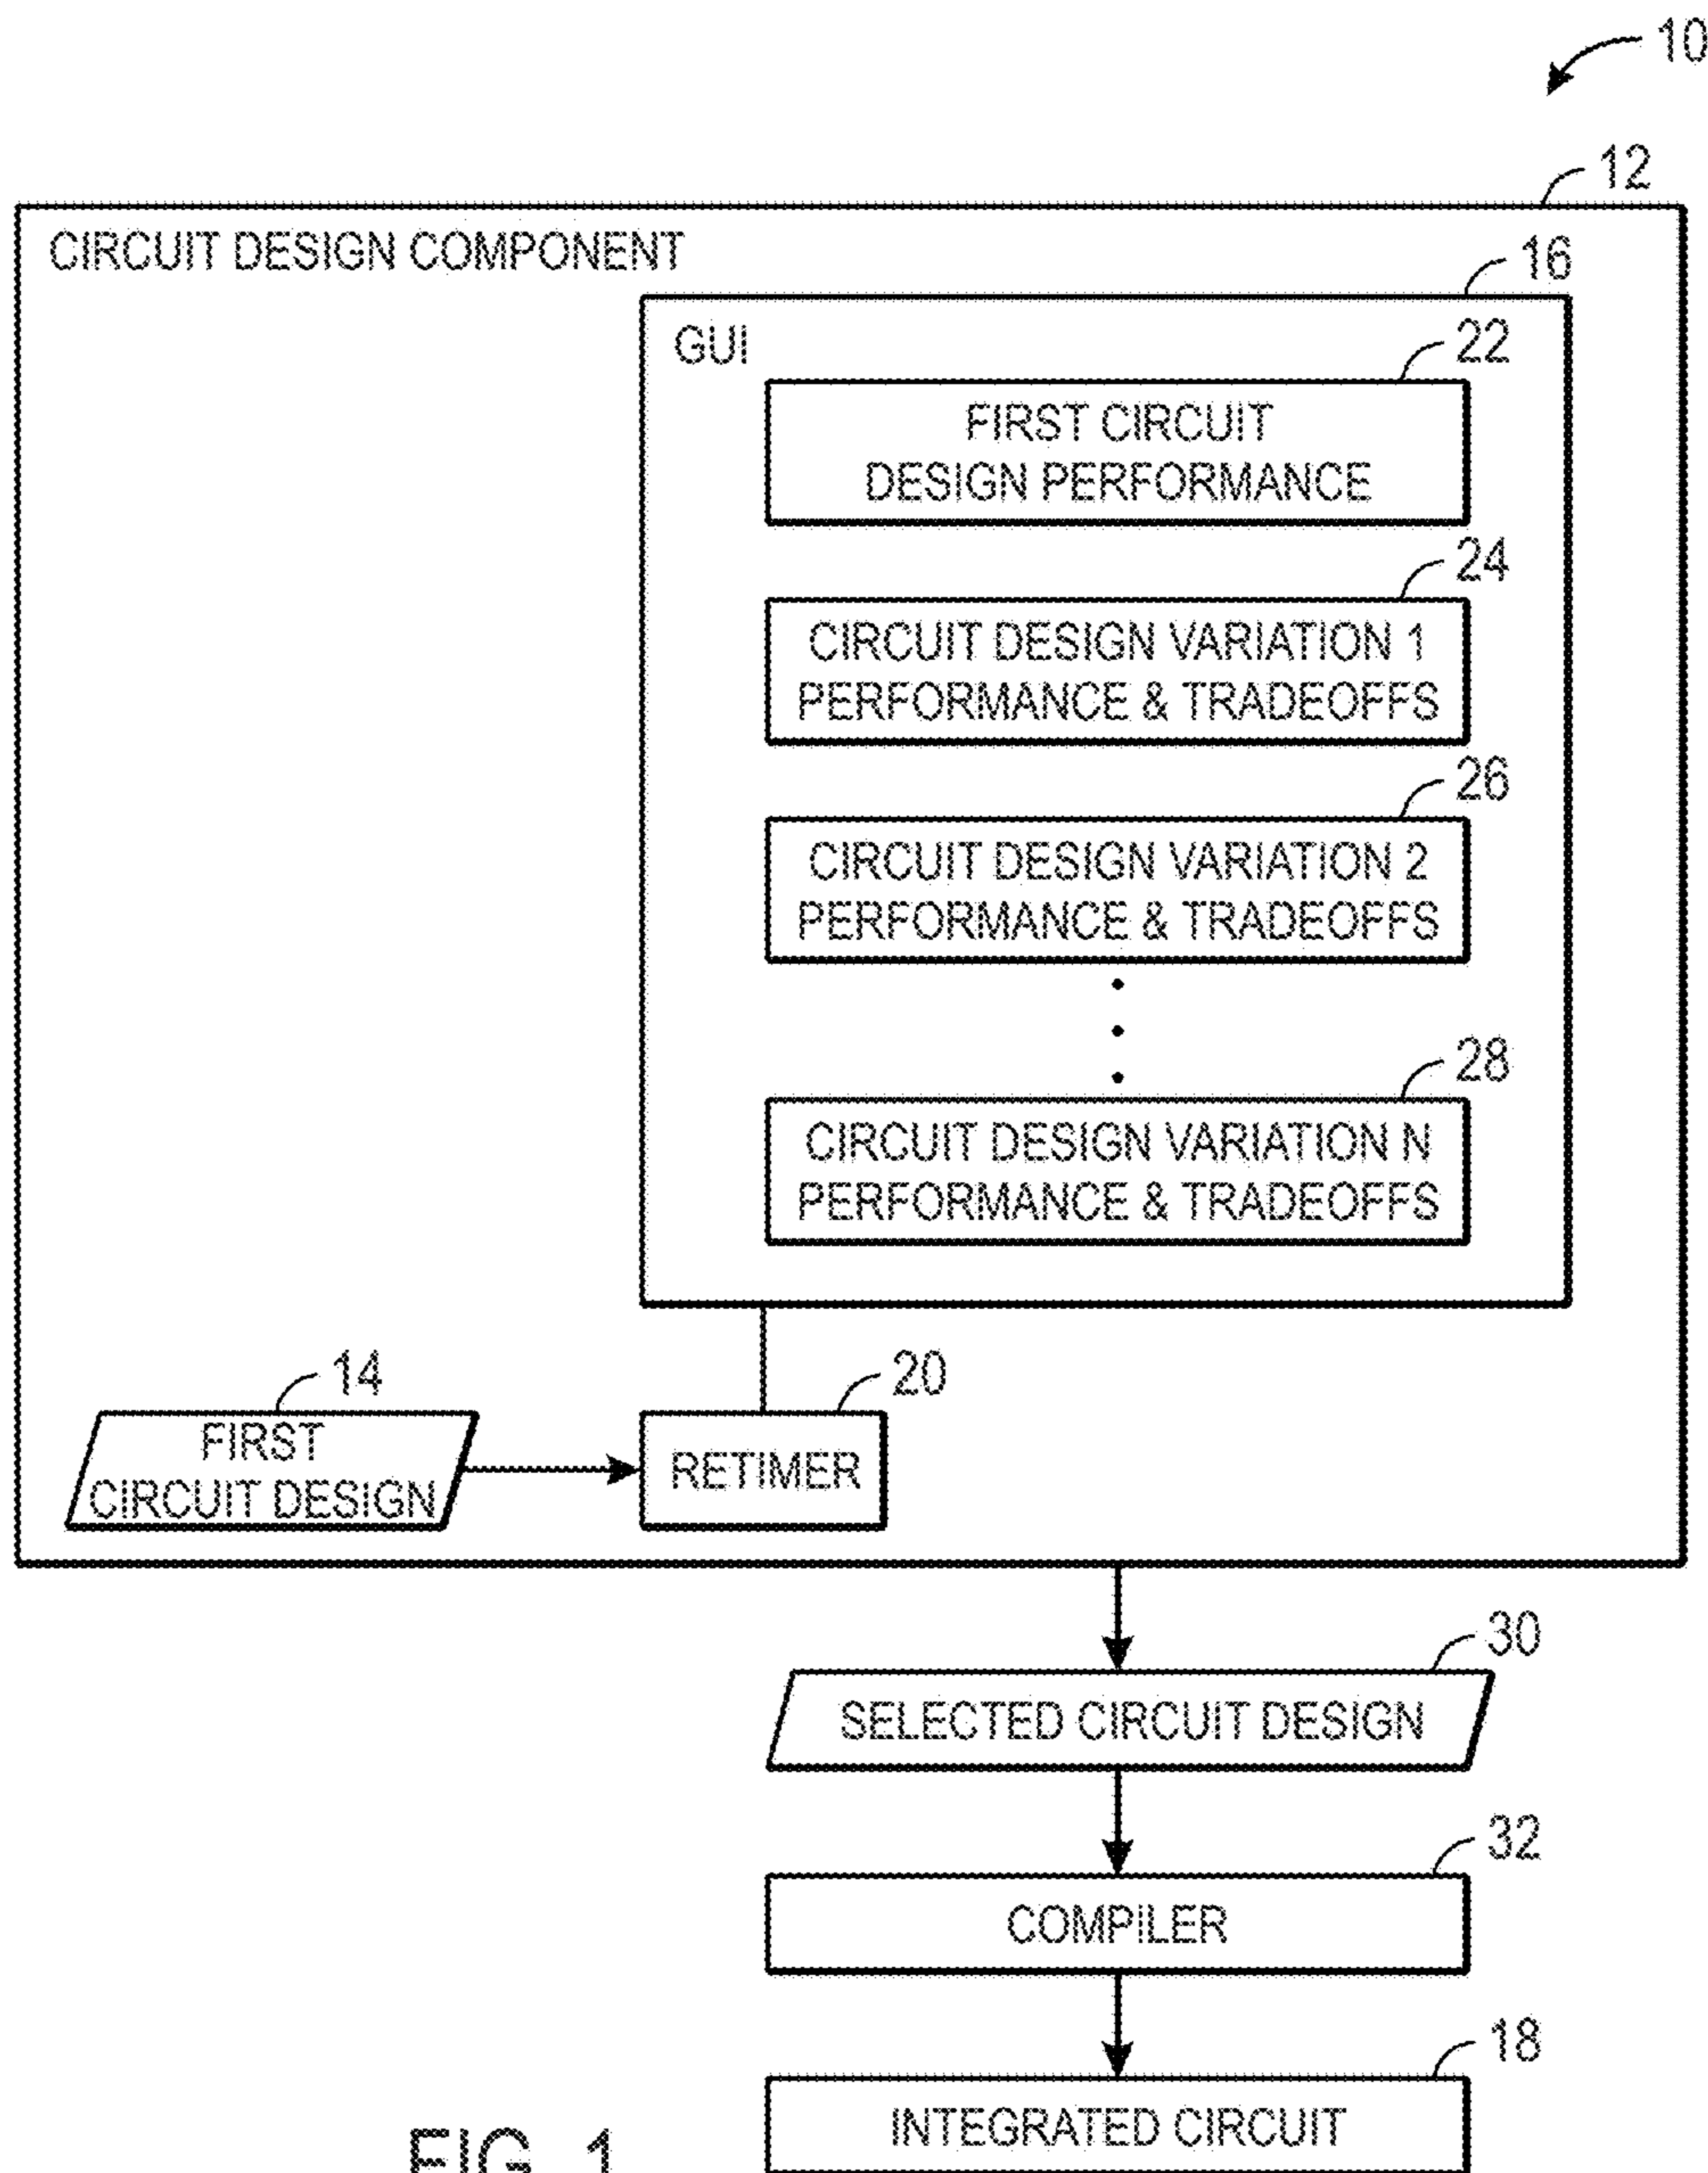 10
12
CIRCUIT DESIGN COMPONENT
16
GUI
22
FIRST CIRCUIT
DESIGN PERFORMANCE
24
CIRCUIT DESIGN VARIATION 1
PERFORMANCE & TRADEOFFS
26
CIRCUIT DESIGN VARIATION 2
PERFORMANCE & TRADEOFFS
28
CIRCUIT DESIGN VARIATION N
PERFORMANCE & TRADEOFFS
14
FIRST
CIRCUIT DESIGN
20
RETIMER
30
SELECTED CIRCUIT DESIGN
32
COMPILER
18
INTEGRATED CIRCUIT
FIG. 1